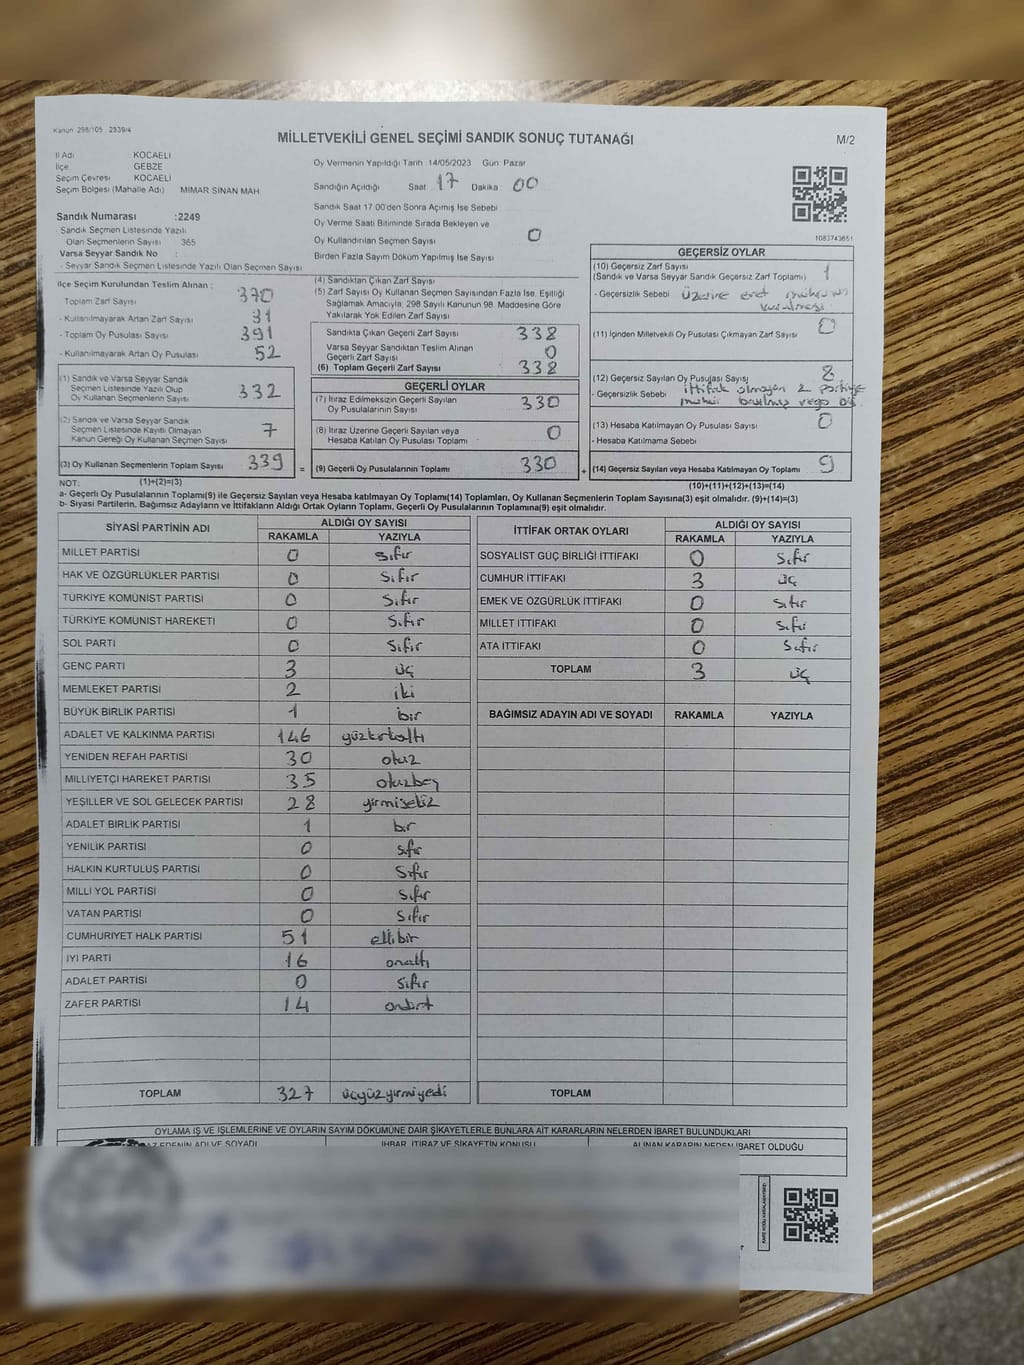 Kanun 298/105 2839/4
MİLLETVEKİLİ GENEL SEÇİMİ SANDIK SONUÇ TUTANAĞI
M/2
İl Adı KOCAELİ
İlçe GEBZE
Seçim Çevresi KOCAELİ
Seçim Bölgesi (Mahalle Adı) MIMAR SINAN MAH
Sandık Numarası :2249
- Sandık Seçmen Listesinde Yazılı
Olan Seçmenlerin Sayısı 365
Varsa Seyyar Sandık No :
- Seyyar Sandık Seçmen Listesinde Yazılı Olan Seçmen Sayısı
Oy Vermenin Yapıldığı Tarih :14/05/2023 Gün: Pazar
Sandığın Açıldığı Saat : 17 Dakika : 00
Sandık Saat 17.00'den Sonra Açılmış İse Sebebi
Oy Verme Saati Bitiminde Sırada Bekleyen ve
Oy Kullandırılan Seçmen Sayısı 0
Birden Fazla Sayım Döküm Yapılmış İse Sayısı
1083743651
İlçe Seçim Kurulundan Teslim Alınan :
Toplam Zarf Sayısı 370
- Kullanılmayarak Artan Zarf Sayısı 31
- Toplam Oy Pusulası 391
- Kullanılmayarak Artan Oy Pusulası 52
(1) Sandık ve Varsa Seyyar Sandık
Seçmen Listesinde Yazılı Olup
Oy Kullanan Seçmenlerin Sayısı 332
(2) Sandık ve Varsa Seyyar Sandık
Seçmen Listesinde Kayıtlı Olmayan
Kanun Gereği Oy Kullanan Seçmen Sayısı 7
(3) Oy Kullanan Seçmenlerin Toplam Sayısı 339
(4) Sandıktan Çıkan Zarf Sayısı
(5) Zarf Sayısı Oy Kullanan Seçmen Sayısından Fazla İse, Eşitliği
Sağlamak Amacıyla; 298 Sayılı Kanunun 98. Maddesine Göre
Yakılarak Yok Edilen Zarf Sayısı
Sandıkta Çıkan Geçerli Zarf Sayısı 338
Varsa Seyyar Sandıktan Teslim Alınan
Geçerli Zarf Sayısı 0
(6) Toplam Geçerli Zarf Sayısı 338
GEÇERLİ OYLAR
(7) İtiraz Edilmeksizin Geçerli Sayılan
Oy Pusulalarının Sayısı 330
(8) İtiraz Üzerine Geçerli Sayılan veya
Hesaba Katılan Oy Pusulası Toplamı 0
= (9) Geçerli Oy Pusulalarının Toplamı 330
GEÇERSİZ OYLAR
(10) Geçersiz Zarf Sayısı 1
(Sandık ve Varsa Seyyar Sandık Geçersiz Zarf Toplamı)
- Geçersizlik Sebebi üzerine evet mührünün
(11) İçinden Milletvekili Oy Pusulası Çıkmayan Zarf Sayısı 0
(12) Geçersiz Sayılan Oy Pusulası Sayısı 8
- Geçersizlik Sebebi ittifak olmayan 2 partiye
(13) Hesaba Katılmayan Oy Pusulası Sayısı 0
- Hesaba Katılmama Sebebi
+ (14) Geçersiz Sayılan veya Hesaba Katılmayan Oy Toplamı 9
NOT: (1)+(2)=(3)
(10)+(11)+(12)+(13)=(14)
a- Geçerli Oy Pusulalarının Toplamı(9) ile Geçersiz Sayılan veya Hesaba katılmayan Oy Toplamı(14) Toplamları, Oy Kullanan Seçmenlerin Toplam Sayısına(3) eşit olmalıdır. (9)+(14)=(3)
b- Siyasi Partilerin, Bağımsız Adayların ve İttifakların Aldığı Ortak Oyların Toplamı, Geçerli Oy Pusulalarının Toplamına(9) eşit olmalıdır.
SİYASİ PARTİNİN ADI ALDIĞI OY SAYISI
RAKAMLA YAZIYLA
MİLLET PARTİSİ 0 sıfır
HAK VE ÖZGÜRLÜKLER PARTİSİ 0 sıfır
TÜRKİYE KOMÜNİST PARTİSİ 0 sıfır
TÜRKİYE KOMÜNİST HAREKETİ 0 sıfır
SOL PARTİ 0 sıfır
GENÇ PARTİ 3 üç
MEMLEKET PARTİSİ 2 iki
BÜYÜK BİRLİK PARTİSİ 1 bir
ADALET VE KALKINMA PARTİSİ 146 yüzkırkaltı
YENİDEN REFAH PARTİSİ 30 otuz
MİLLİYETÇİ HAREKET PARTİSİ 35 otuzbeş
YEŞİLLER VE SOL GELECEK PARTİSİ 28 yirmisekiz
ADALET BİRLİK PARTİSİ 1 bir
YENİLİK PARTİSİ 0 sıfır
HALKIN KURTULUŞ PARTİSİ 0 sıfır
MİLLİ YOL PARTİSİ 0 sıfır
VATAN PARTİSİ 0 sıfır
CUMHURİYET HALK PARTİSİ 51 ellibir
İYİ PARTİ 16 onaltı
ADALET PARTİSİ 0 sıfır
ZAFER PARTİSİ 14 ondört
TOPLAM 327 üçyüzyirmiyedi
İTTİFAK ORTAK OYLARI ALDIĞI OY SAYISI
RAKAMLA YAZIYLA
SOSYALİST GÜÇ BİRLİĞİ İTTİFAKI 0 sıfır
CUMHUR İTTİFAKI 3 üç
EMEK VE ÖZGÜRLÜK İTTİFAKI 0 sıfır
MİLLET İTTİFAKI 0 sıfır
ATA İTTİFAKI 0 sıfır
TOPLAM 3 üç
BAĞIMSIZ ADAYIN ADI VE SOYADI RAKAMLA YAZIYLA
TOPLAM
OYLAMA İŞ VE İŞLEMLERİNE VE OYLARIN SAYIM DÖKÜMÜNE DAİR ŞİKAYETLERLE BUNLARA AİT KARARLARIN NELERDEN İBARET BULUNDUKLARI
EDENİN ADI VE SOYADI İHBAR, İTİRAZ VE ŞİKAYETİN KONUSU ALINAN KARARIN NEDEN İBARET OLDUĞU